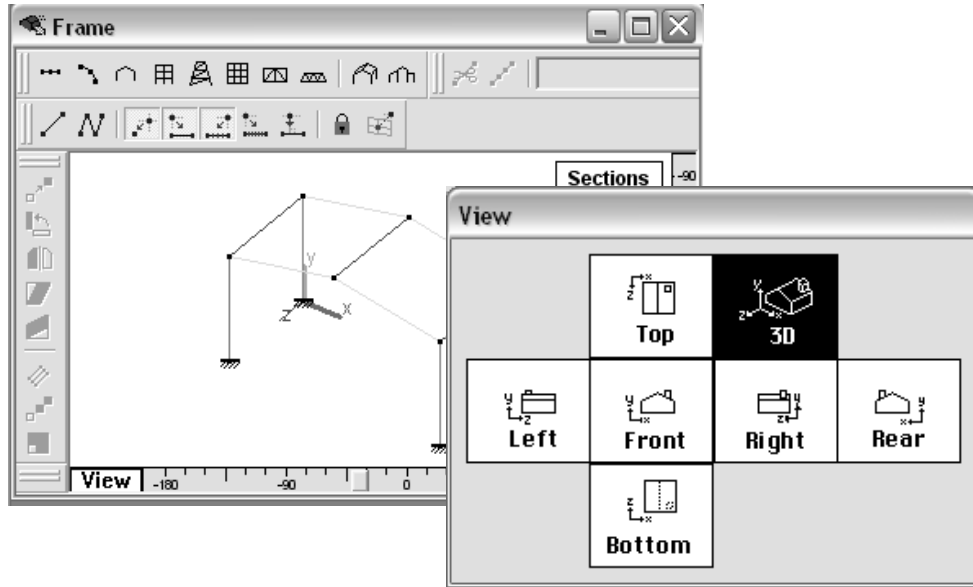 Frame
Sections
-90
y
x
z
View
-180
-90
0
View
x
z
Top
y
z
x
3D
y
z
Left
y
x
Front
y
z
Right
y
x
Rear
z
x
Bottom